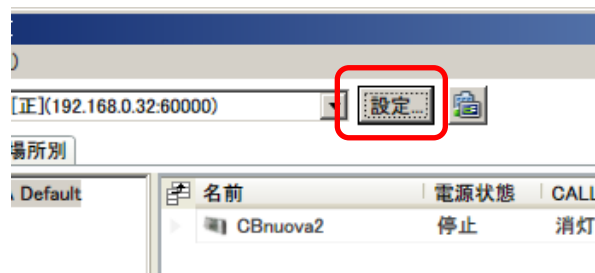 )
[正](192.168.0.32:60000) 設定...
場所別
Default 名前 電源状態 CALL
CBnuova2 停止 消灯